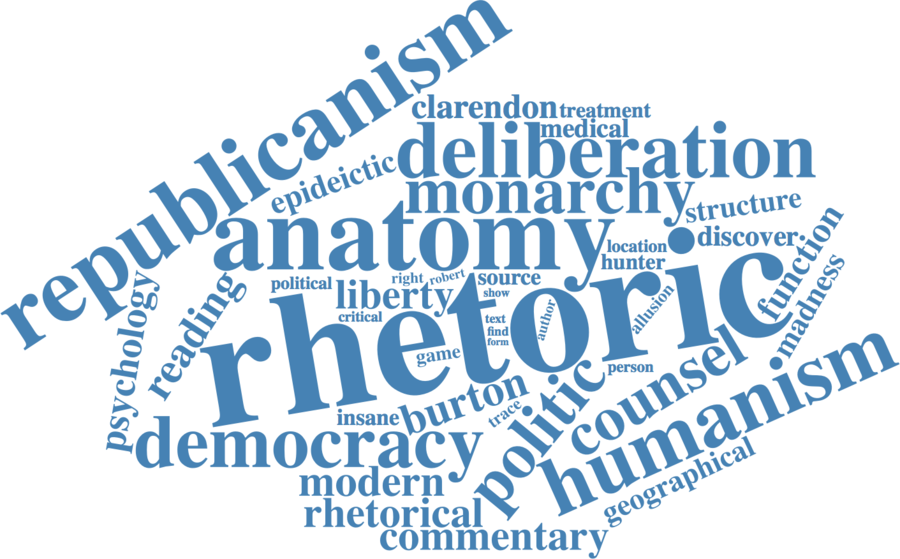 republicanism
clarendon
treatment
medical
deliberation
epideictic
monarchy
structure
anatomy
location
discover
hunter
function
political
right
robert
source
psychology
reading
liberty
show
critical
rhetoric
text
find
form
author
allusion
madness
game
person
insane
burton
trace
politic
counsel
humanism
democracy
modern
geographical
rhetorical
commentary